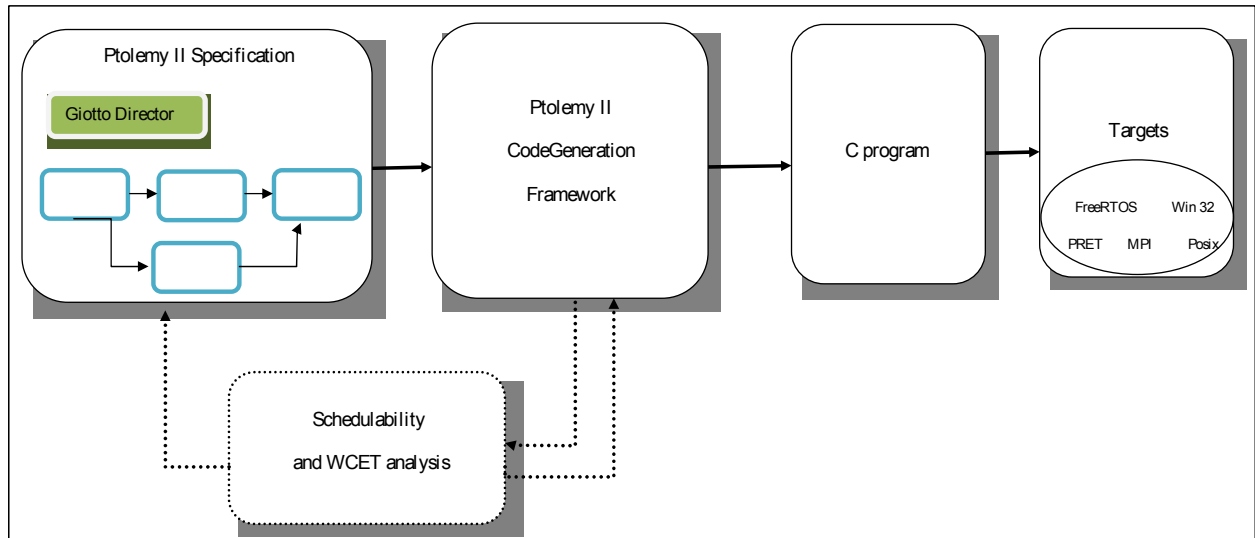 Ptolemy II Specification
Giotto Director
Ptolemy II
CodeGeneration
Framework
C program
Targets
FreeRTOS Win 32
PRET MPI Posix
Schedulability
and WCET analysis